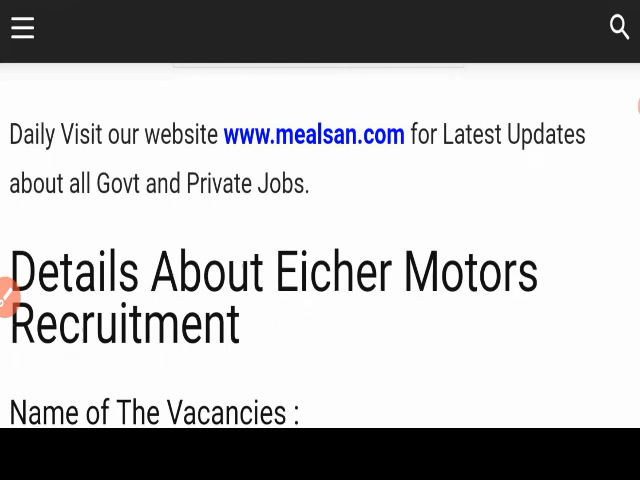 Daily Visit our website www.mealsan.com for Latest Updates
about all Govt and Private Jobs.
Details About Eicher Motors
Recruitment
Name of The Vacancies :